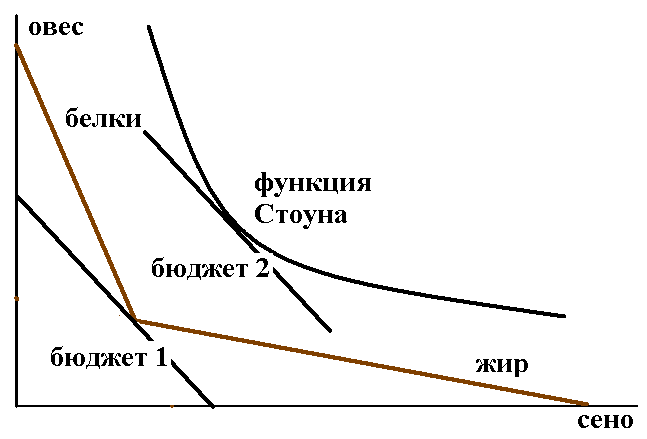 овес
белки
функция
Стоуна
бюджет 2
бюджет 1
жир
сено